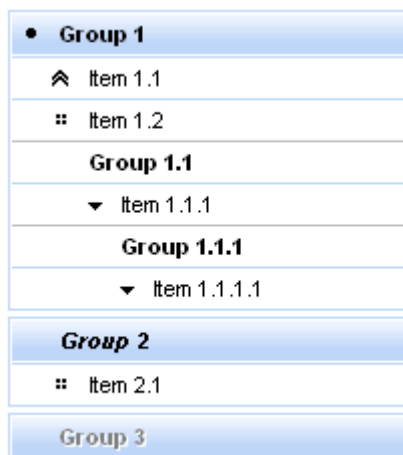 Group 1
Item 1.1
Item 1.2
Group 1.1
Item 1.1.1
Group 1.1.1
Item 1.1.1.1
Group 2
Item 2.1
Group 3